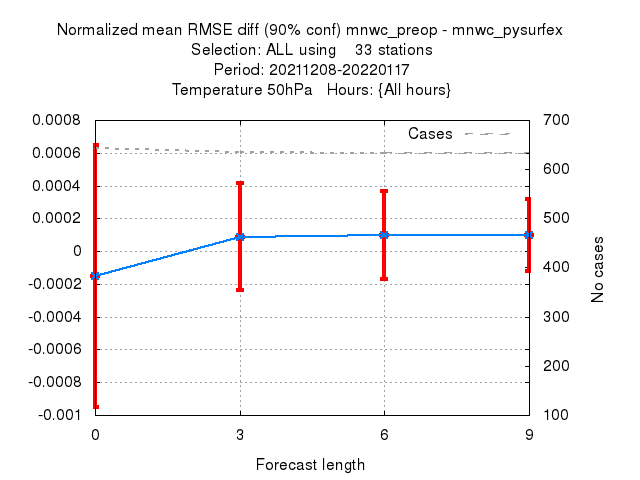 Normalized mean RMSE diff (90% conf) mnwc_preop - mnwc_pysurfex
Selection: ALL using    33 stations
Period: 20211208-20220117
Temperature 50hPa   Hours: {All hours}
0.0008
0.0006
0.0004
0.0002
0
-0.0002
-0.0004
-0.0006
-0.0008
-0.001
Cases
700
600
500
400
300
200
100
No cases
0 3 6 9
Forecast length